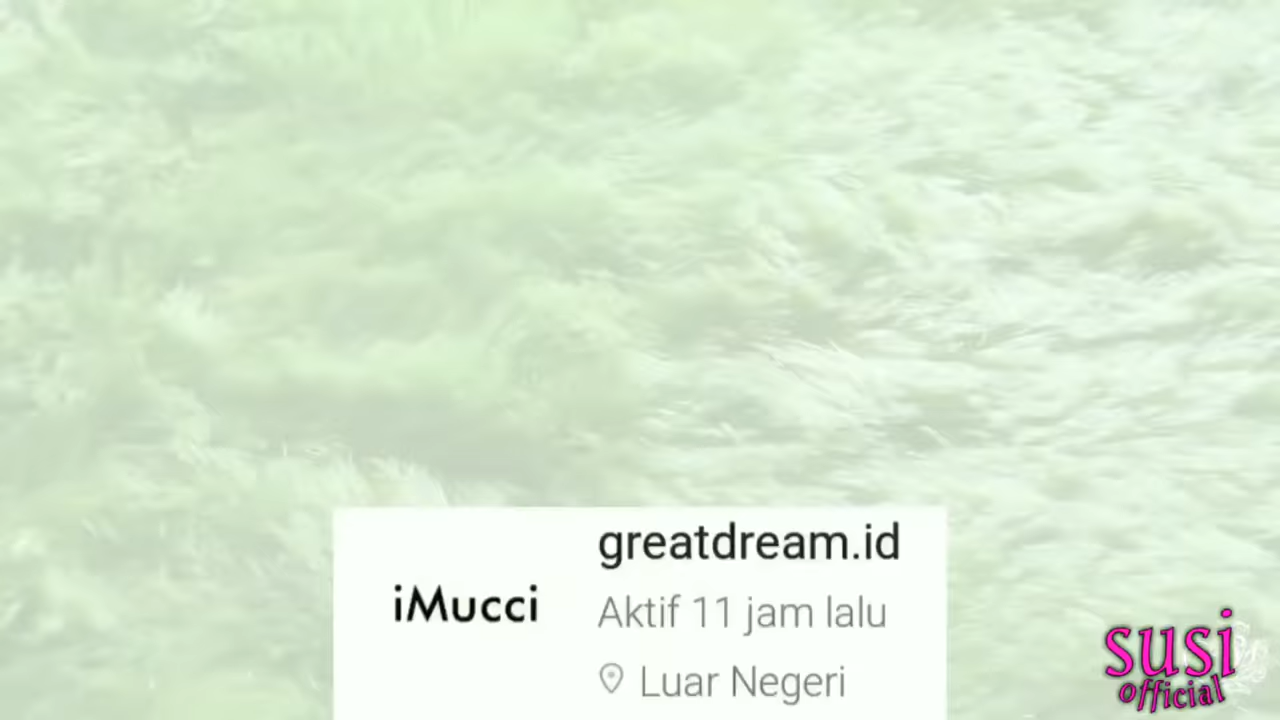 greatdream.id
iMucci
Aktif 11 jam lalu
Luar Negeri
susi
official